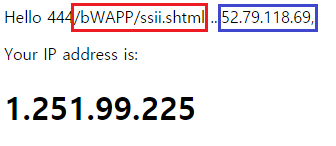 Hello 444/bWAPP/ssii.shtml .. 52.79.118.69,
Your IP address is:
1.251.99.225